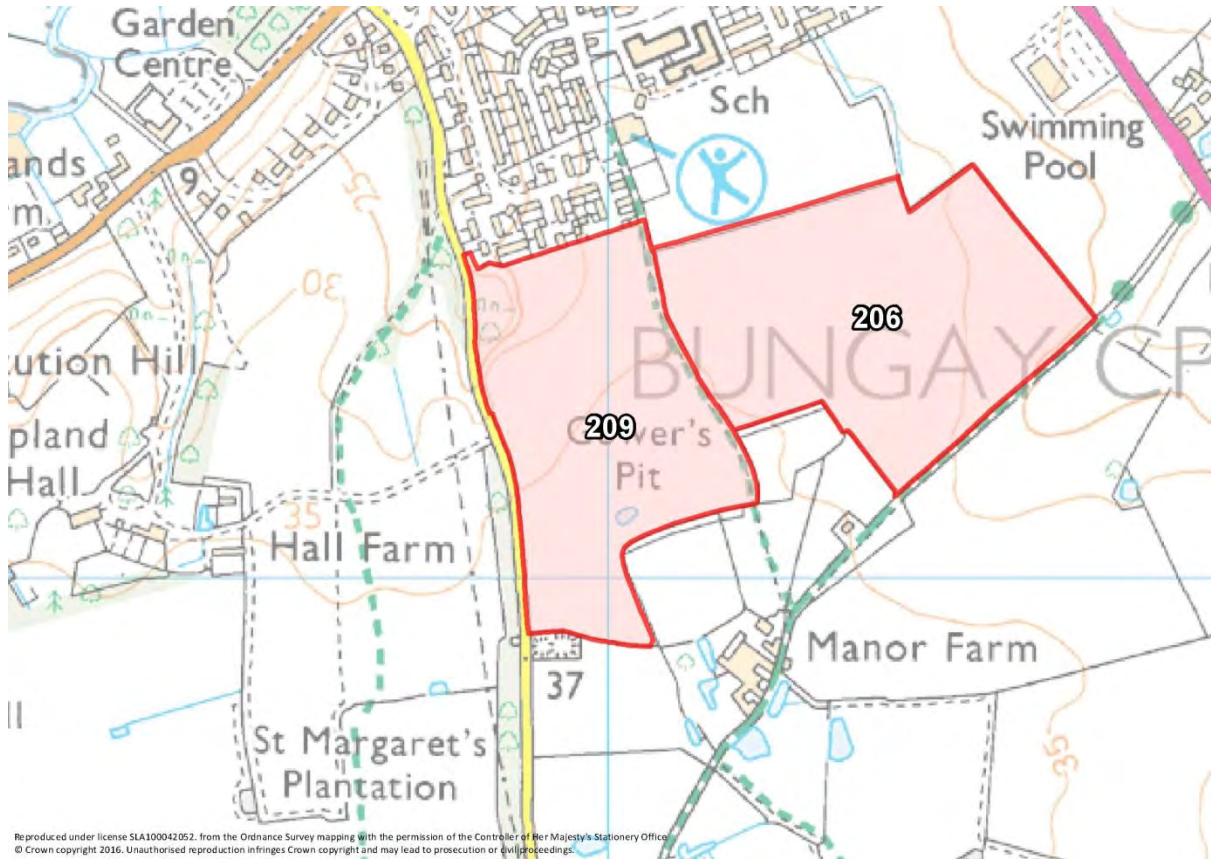 Garden
Centre
Sch
Swimming
Pool
ands
m
9
25
Dn
30
206
BUNGAY CP
ution Hill
209
pland
Hall
Pit
35
Hall Farm
Manor Farm
37
St Margaret's
Plantation
35
Reproduced under license SLA100042052. from the Ordnance Survey mapping with the permission of the Controller of Her Majesty's Stationery Office
© Crown copyright 2016. Unauthorised reproduction infringes Crown copyright and may lead to prosecution or civil proceedings.